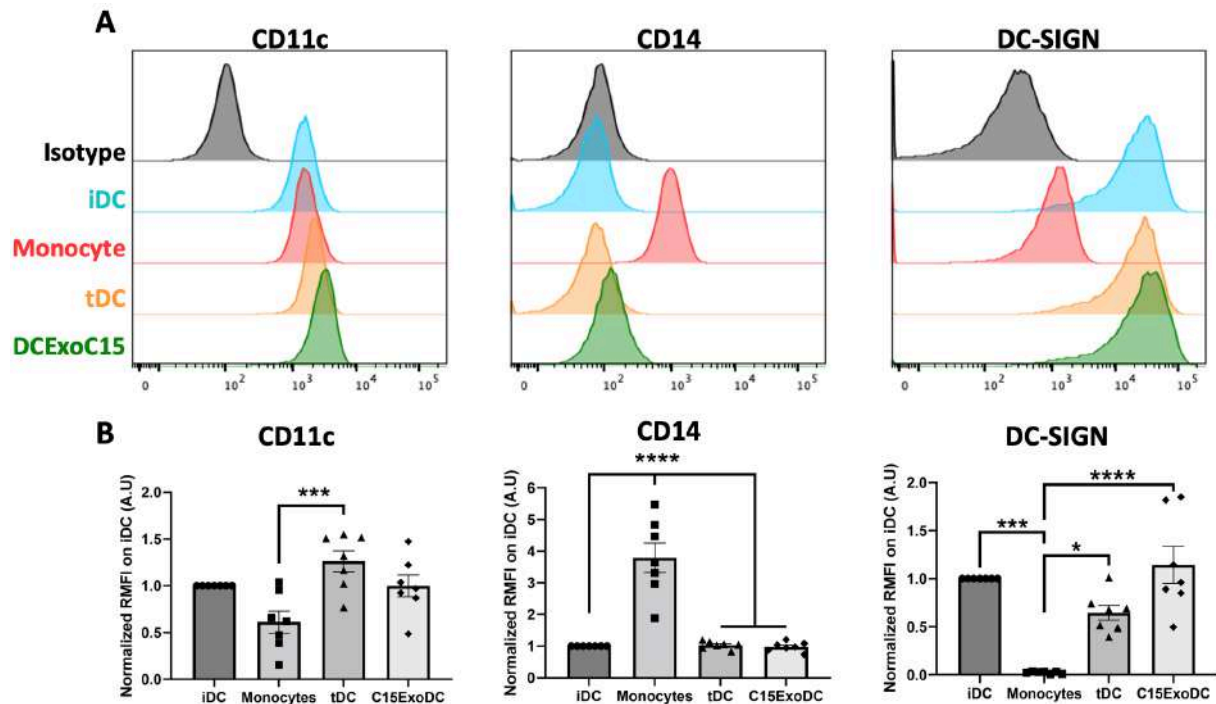 A
CD11c CD14 DC-SIGN
Isotype
iDC
Monocyte
tDC
DCExoC15
0 10² 10³ 10⁴ 10⁵ 0 10² 10³ 10⁴ 10⁵ 0 10² 10³ 10⁴ 10⁵
B
CD11c
Normalized RMFI on iDC (A.U)
2.0
1.5
1.0
0.5
0.0
***
iDC Monocytes tDC C15ExoDC
CD14
Normalized RMFI on iDC (A.U)
6
5
4
3
2
1
0
****
iDC Monocytes tDC C15ExoDC
DC-SIGN
Normalized RMFI on iDC (A.U)
2.0
1.5
1.0
0.5
0.0
****
***
*
iDC Monocytes tDC C15ExoDC